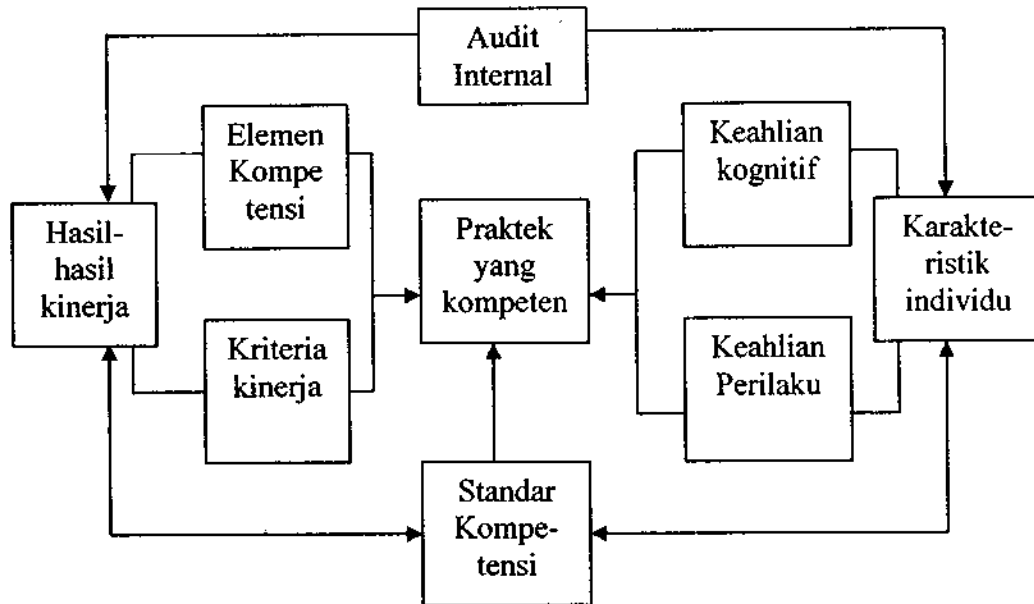 Audit
Internal
Elemen
Kompe
tensi
Keahlian
kognitif
Hasil-
hasil
kinerja
Praktek
yang
kompeten
Karakte-
ristik
individu
Kriteria
kinerja
Keahlian
Perilaku
Standar
Kompe-
tensi